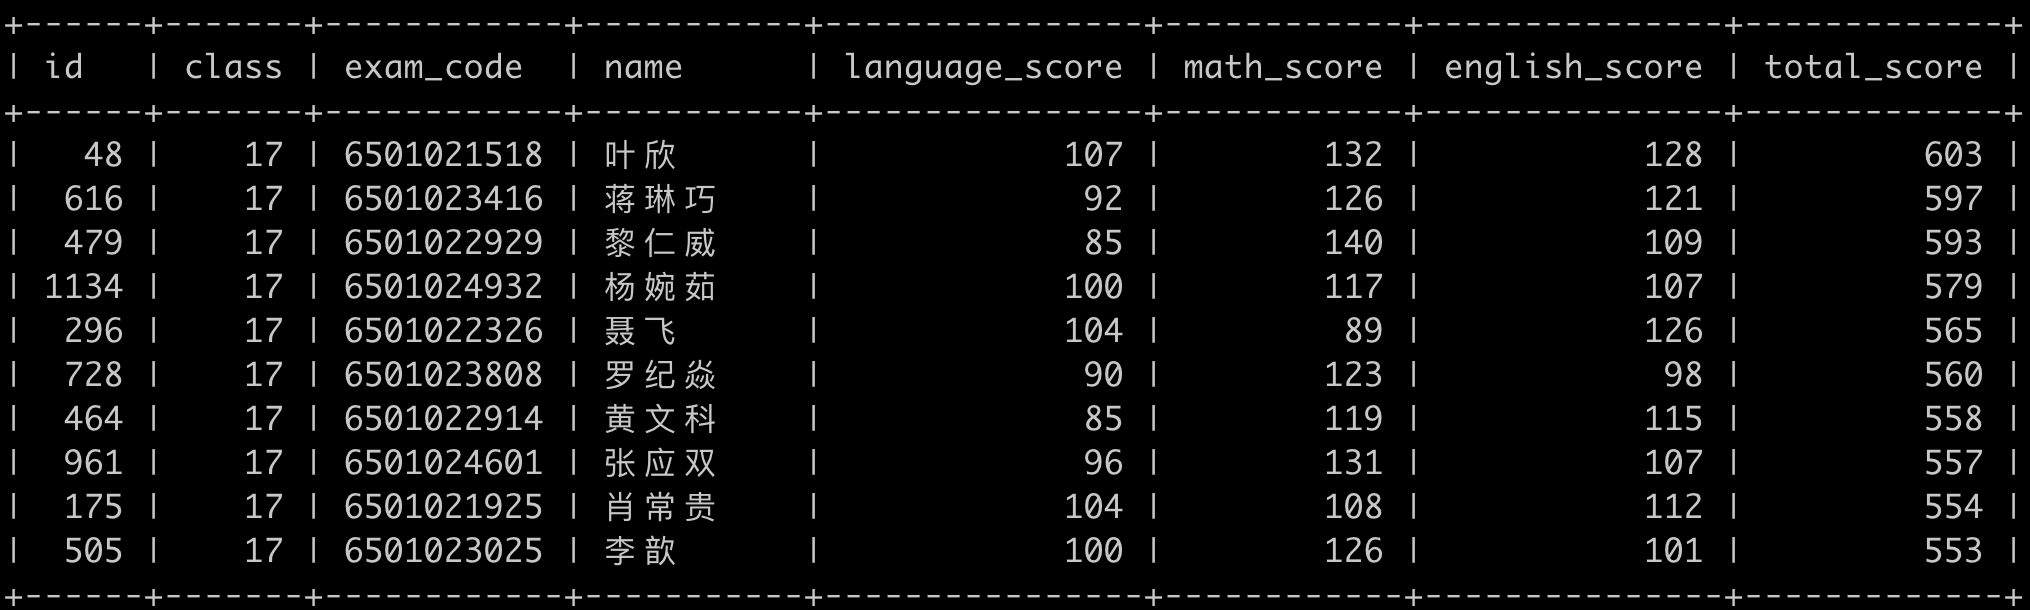 +------+-------+------------+-----------+----------------+------------+---------------+-------------+
| id | class | exam_code | name | language_score | math_score | english_score | total_score |
+------+-------+------------+-----------+----------------+------------+---------------+-------------+
| 48 | 17 | 6501021518 | 叶欣 | 107 | 132 | 128 | 603 |
| 616 | 17 | 6501023416 | 蒋琳巧 | 92 | 126 | 121 | 597 |
| 479 | 17 | 6501022929 | 黎仁威 | 85 | 140 | 109 | 593 |
| 1134 | 17 | 6501024932 | 杨婉茹 | 100 | 117 | 107 | 579 |
| 296 | 17 | 6501022326 | 聂飞 | 104 | 89 | 126 | 565 |
| 728 | 17 | 6501023808 | 罗纪焱 | 90 | 123 | 98 | 560 |
| 464 | 17 | 6501022914 | 黄文科 | 85 | 119 | 115 | 558 |
| 961 | 17 | 6501024601 | 张应双 | 96 | 131 | 107 | 557 |
| 175 | 17 | 6501021925 | 肖常贵 | 104 | 108 | 112 | 554 |
| 505 | 17 | 6501023025 | 李歆 | 100 | 126 | 101 | 553 |
+------+-------+------------+-----------+----------------+------------+---------------+-------------+